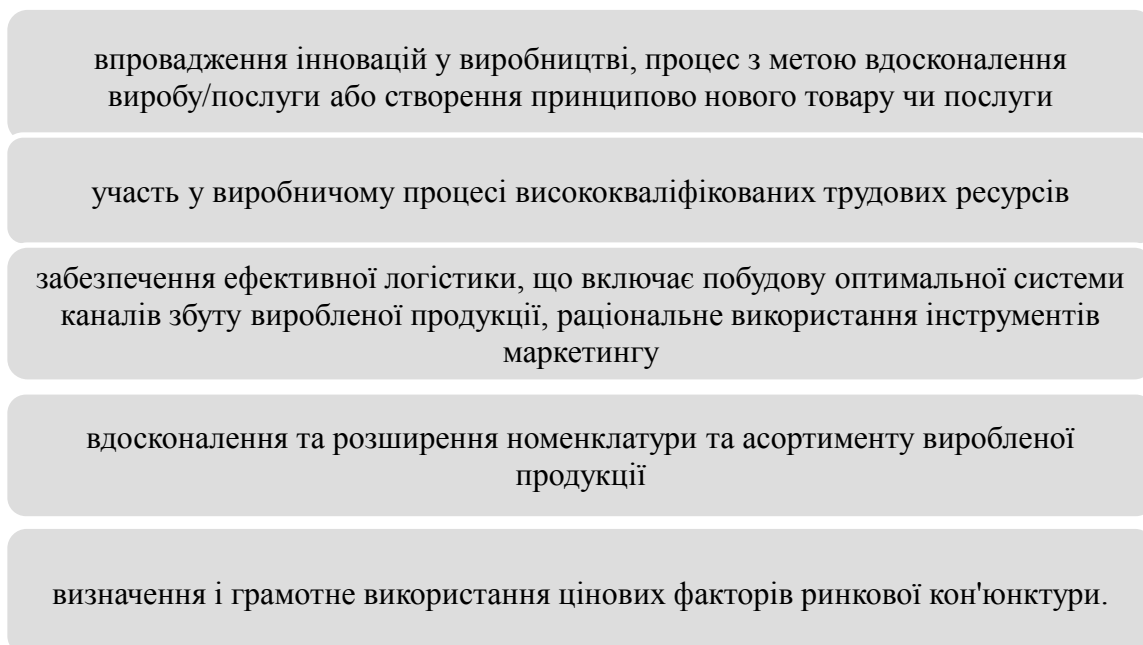 впровадження інновацій у виробництві, процес з метою вдосконалення
виробу/послуги або створення принципово нового товару чи послуги
участь у виробничому процесі висококваліфікованих трудових ресурсів
забезпечення ефективної логістики, що включає побудову оптимальної системи
каналів збуту виробленої продукції, раціональне використання інструментів
маркетингу
вдосконалення та розширення номенклатури та асортименту виробленої
продукції
визначення і грамотне використання цінових факторів ринкової кон'юнктури.